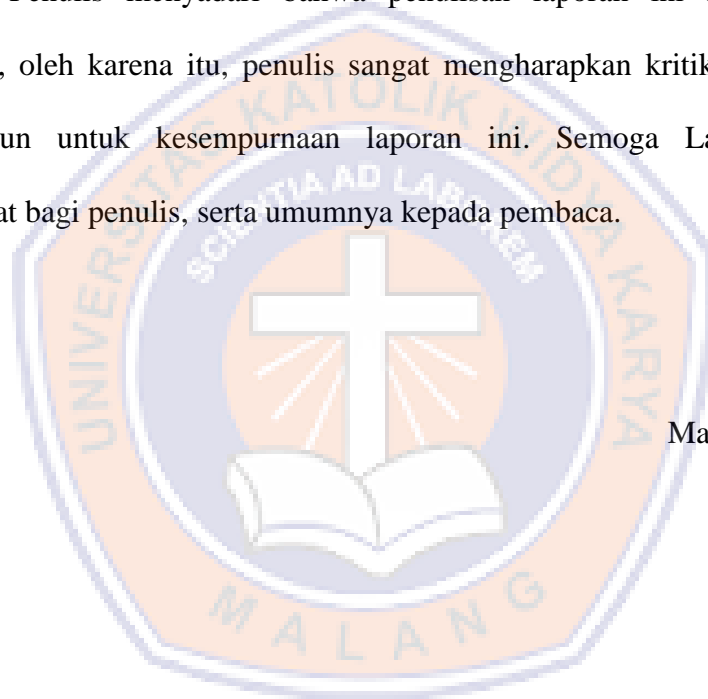 , oleh karena itu, penulis sangat mengharapkan kritik
un untuk kesempurnaan laporan ini. Semoga La
at bagi penulis, serta umumnya kepada pembaca.
Ma
UNIVERSITAS KATOLIK WIDYA KARYA
SCIENTIA AD LABOREM
MALANG